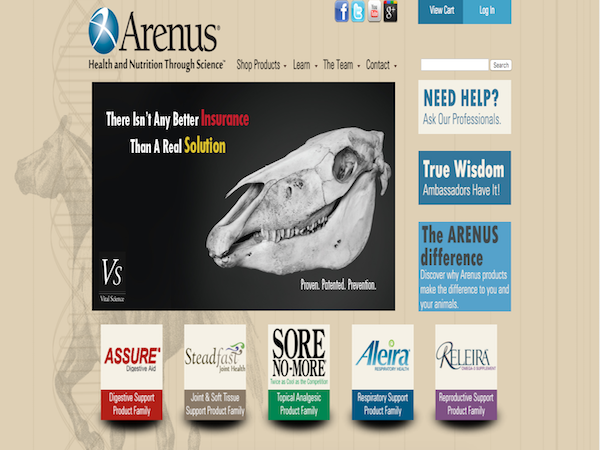 View Cart
Log In
Arenus®
Health and Nutrition Through Science™
Shop Products
Learn
The Team
Contact
Search
There Isn't Any Better Insurance
Than A Real Solution
Vs
Vital Science
Proven. Patented. Prevention.
NEED HELP?
Ask Our Professionals.
True Wisdom
Ambassadors Have It!
The ARENUS
difference
Discover why Arenus products
make the difference to you and
your animals.
ASSURE
Digestive Aid
Digestive Support
Product Family
Steadfast
Joint Health
Joint & Soft Tissue
Support Product Family
SORE
NO-MORE
Twice as Cool as the Competition
Topical Analgesic
Product Family
Aleira
RESPIRATORY HEALTH
Respiratory Support
Product Family
RELEIRA
OMEGA-3 SUPPLEMENT
Reproductive Support
Product Family